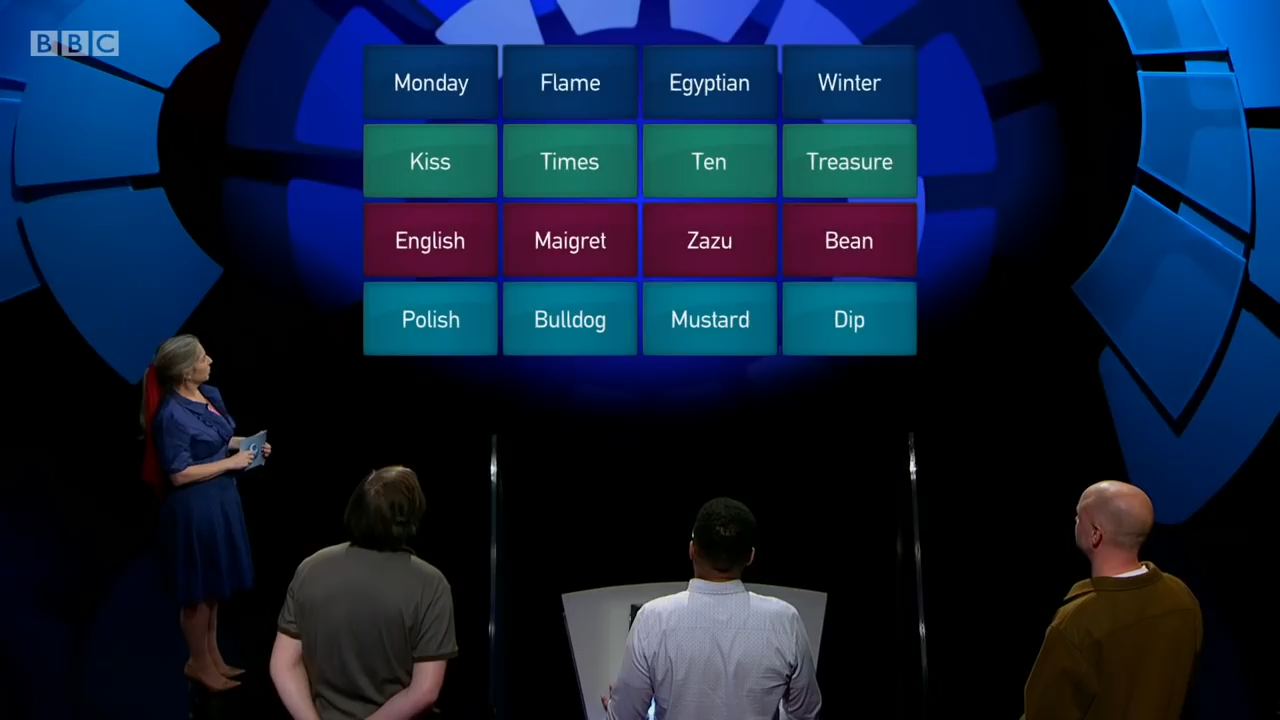 BBC
Monday Flame Egyptian Winter
Kiss Times Ten Treasure
English Maigret Zazu Bean
Polish Bulldog Mustard Dip